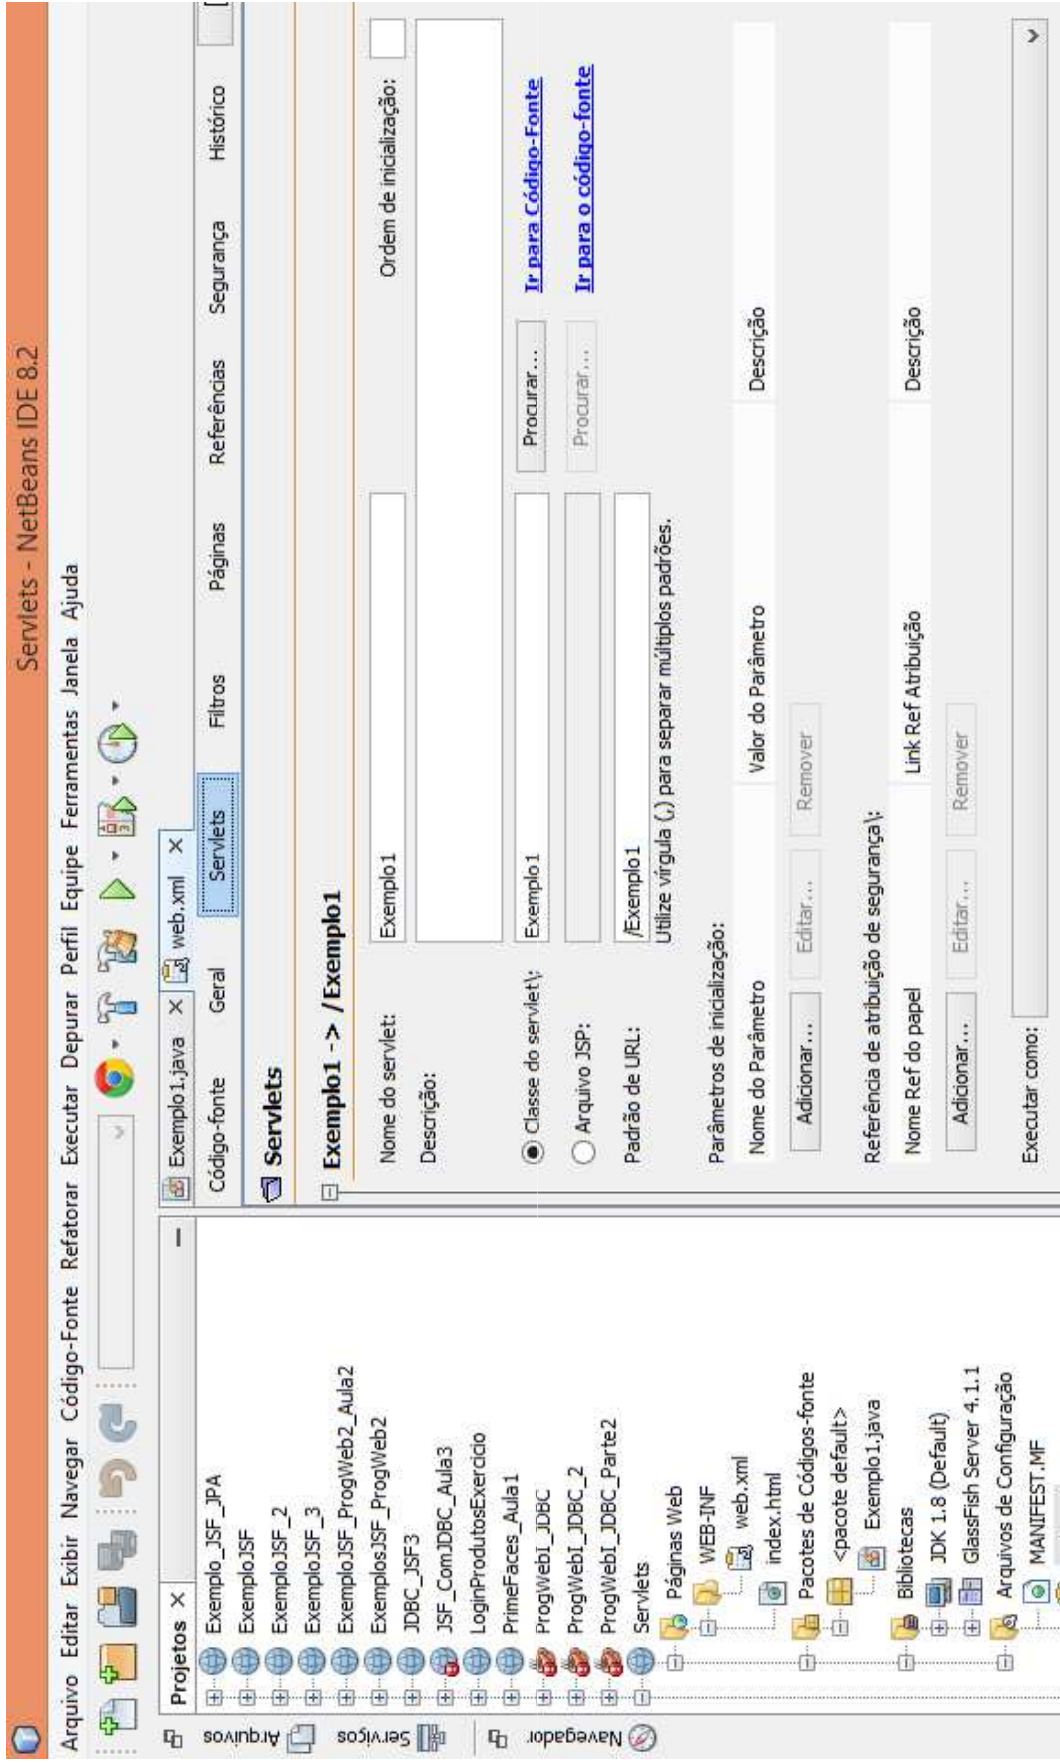 Servlets - NetBeans IDE 8.2
Arquivo Editar Exibir Navegar Código-Fonte Refatorar Executar Depurar Perfil Equipe Ferramentas Janela Ajuda
Projetos
Exemplo_JSF_JPA
ExemploJSF
ExemploJSF_2
ExemploJSF_3
ExemploJSF_ProgWeb2_Aula2
ExemplosJSF_ProgWeb2
JDBC_JSF3
JSF_ComJDBC_Aula3
LoginProdutosExercicio
PrimeFaces_Aula1
ProgWebI_JDBC
ProgWebI_JDBC_2
ProgWebI_JDBC_Parte2
Servlets
Páginas Web
WEB-INF
web.xml
index.html
Pacotes de Códigos-fonte
<pacote default>
Exemplo1.java
Bibliotecas
JDK 1.8 (Default)
GlassFish Server 4.1.1
Arquivos de Configuração
MANIFEST.MF
Arquivos
Serviços
Navegador
Exemplo1.java
web.xml
Código-fonte Geral Servlets Filtros Páginas Referências Segurança Histórico
Servlets
Exemplo1 -> /Exemplo1
Nome do servlet: Exemplo1 Ordem de inicialização:
Descrição:
Classe do servlet\: Exemplo1 Procurar... Ir para Código-Fonte
Arquivo JSP: Procurar... Ir para o código-fonte
Padrão de URL: /Exemplo1
Utilize vírgula (,) para separar múltiplos padrões.
Parâmetros de inicialização:
Nome do Parâmetro Valor do Parâmetro Descrição
Adicionar... Editar... Remover
Referência de atribuição de segurança\:
Nome Ref do papel Link Ref Atribuição Descrição
Adicionar... Editar... Remover
Executar como: